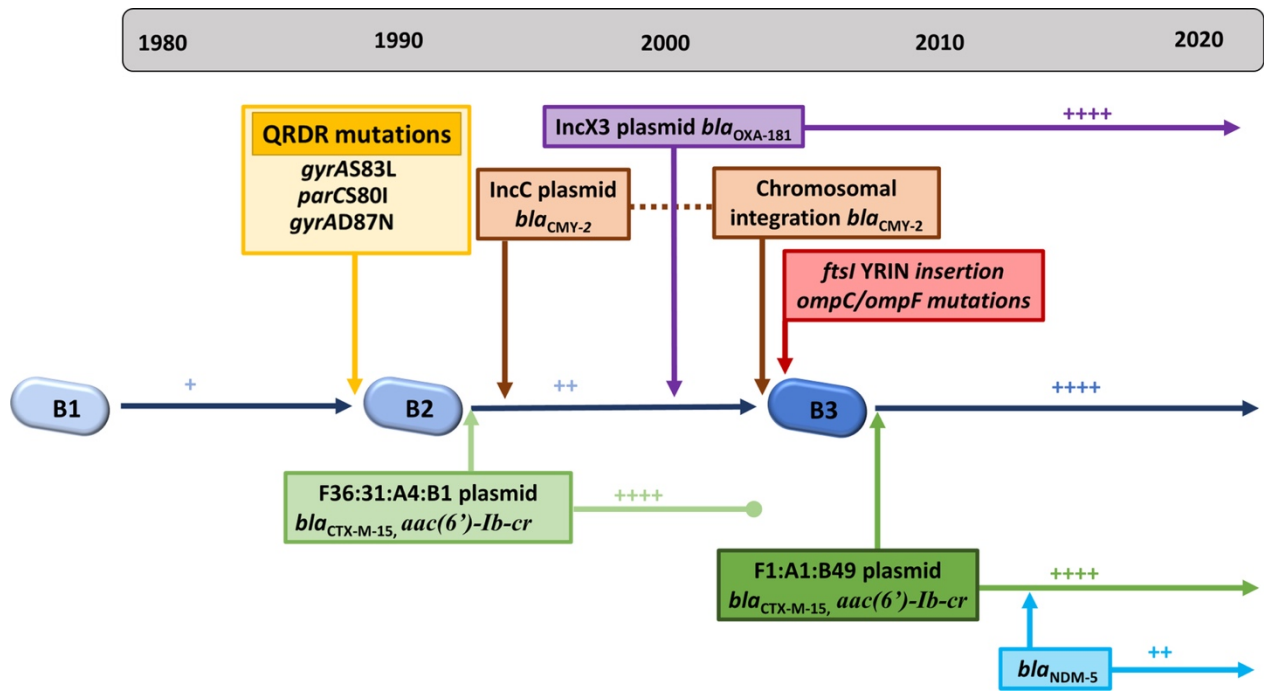 1980 1990 2000 2010 2020
QRDR mutations
gyrAS83L
parCS80I
gyrAD87N
IncX3 plasmid blaOXA-181
++++
IncC plasmid
blaCMY-2
Chromosomal
integration blaCMY-2
ftsI YRIN insertion
ompC/ompF mutations
B1
+
B2
++
B3
++++
F36:31:A4:B1 plasmid
blaCTX-M-15, aac(6’)-Ib-cr
++++
F1:A1:B49 plasmid
blaCTX-M-15, aac(6’)-Ib-cr
++++
blaNDM-5
++